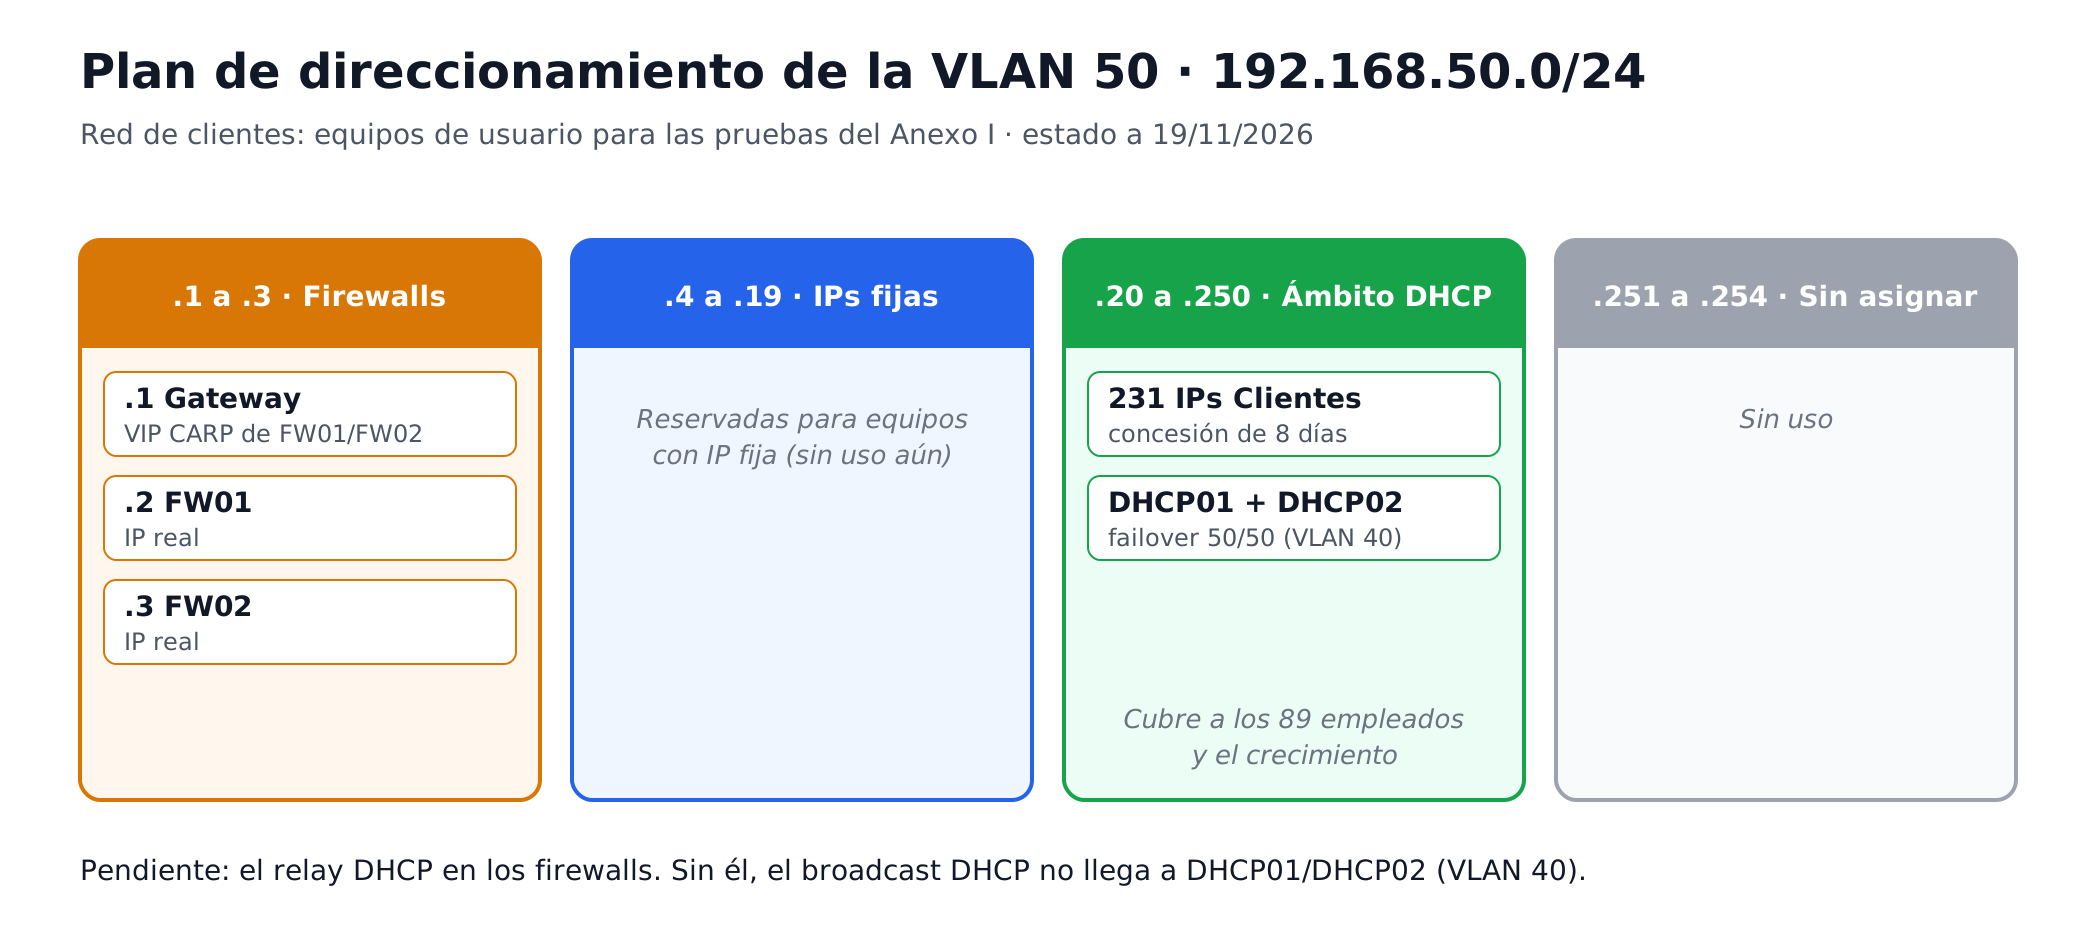 Plan de direccionamiento de la VLAN 50 · 192.168.50.0/24
Red de clientes: equipos de usuario para las pruebas del Anexo I · estado a 19/11/2026
.1 a .3 · Firewalls
.1 Gateway
VIP CARP de FW01/FW02
.2 FW01
IP real
.3 FW02
IP real
.4 a .19 · IPs fijas
Reservadas para equipos
con IP fija (sin uso aún)
.20 a .250 · Ámbito DHCP
231 IPs Clientes
concesión de 8 días
DHCP01 + DHCP02
failover 50/50 (VLAN 40)
Cubre a los 89 empleados
y el crecimiento
.251 a .254 · Sin asignar
Sin uso
Pendiente: el relay DHCP en los firewalls. Sin él, el broadcast DHCP no llega a DHCP01/DHCP02 (VLAN 40).